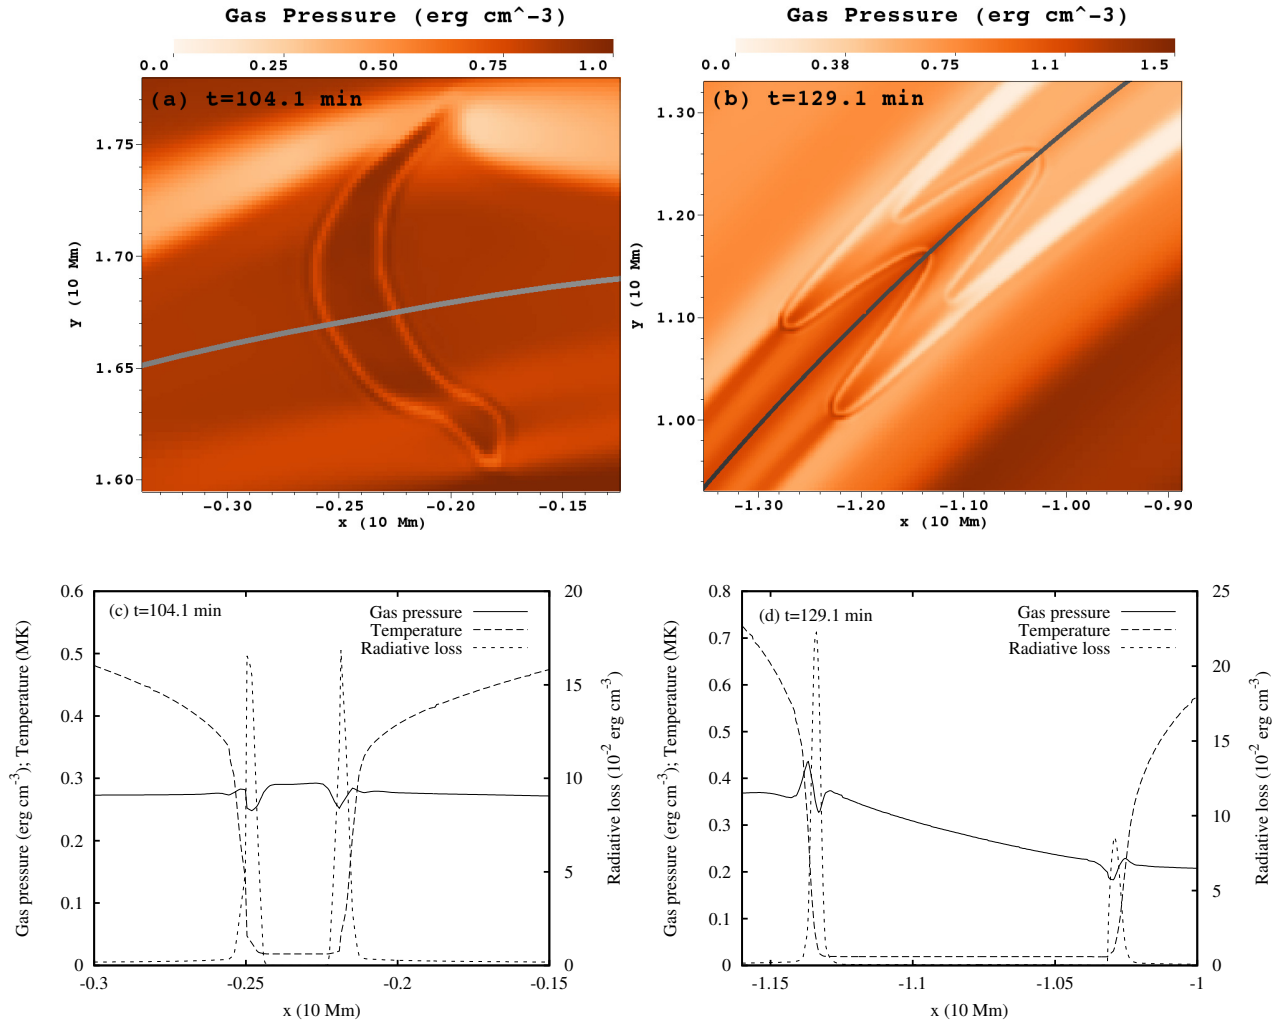 Gas Pressure (erg cm^-3)
0.0 0.25 0.50 0.75 1.0
(a) t=104.1 min
1.75
1.70
1.65
1.60
y (10 Mm)
-0.30 -0.25 -0.20 -0.15
x (10 Mm)
Gas Pressure (erg cm^-3)
0.0 0.38 0.75 1.1 1.5
(b) t=129.1 min
1.30
1.20
1.10
1.00
y (10 Mm)
-1.30 -1.20 -1.10 -1.00 -0.90
x (10 Mm)
(c) t=104.1 min
Gas pressure
Temperature
Radiative loss
0.6
0.5
0.4
0.3
0.2
0.1
0
Gas pressure (erg cm⁻³); Temperature (MK)
20
15
10
5
0
Radiative loss (10⁻² erg cm⁻³)
-0.3 -0.25 -0.2 -0.15
x (10 Mm)
(d) t=129.1 min
Gas pressure
Temperature
Radiative loss
0.8
0.7
0.6
0.5
0.4
0.3
0.2
0.1
0
Gas pressure (erg cm⁻³); Temperature (MK)
25
20
15
10
5
0
Radiative loss (10⁻² erg cm⁻³)
-1.15 -1.1 -1.05 -1
x (10 Mm)